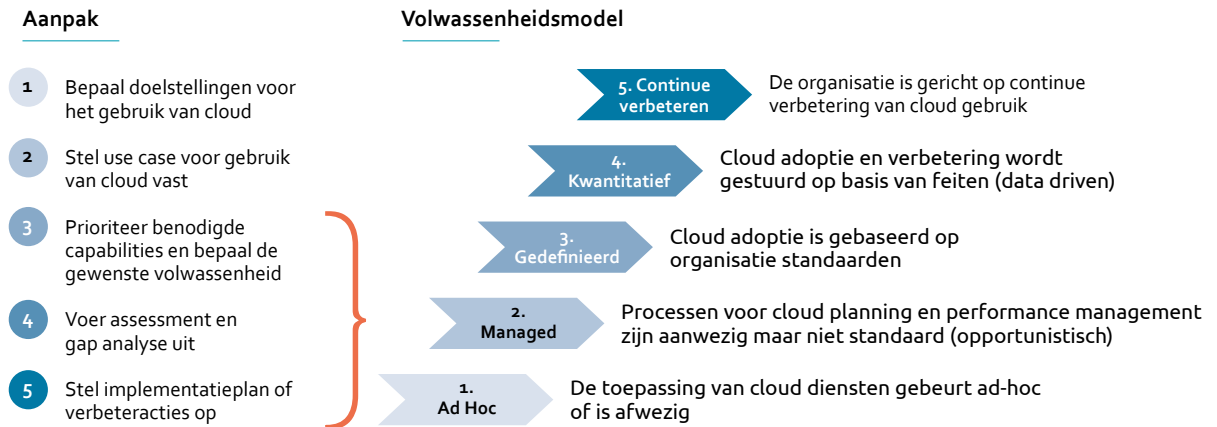 Aanpak
1
Bepaal doelstellingen voor
het gebruik van cloud
2
Stel use case voor gebruik
van cloud vast
3
Prioriteer benodigde
capabilities en bepaal de
gewenste volwassenheid
4
Voer assessment en
gap analyse uit
5
Stel implementatieplan of
verbeteracties op
Volwassenheidsmodel
5. Continue
verbeteren
De organisatie is gericht op continue
verbetering van cloud gebruik
4.
Kwantitatief
Cloud adoptie en verbetering wordt
gestuurd op basis van feiten (data driven)
3.
Gedefinieerd
Cloud adoptie is gebaseerd op
organisatie standaarden
2.
Managed
Processen voor cloud planning en performance management
zijn aanwezig maar niet standaard (opportunistisch)
1.
Ad Hoc
De toepassing van cloud diensten gebeurt ad-hoc
of is afwezig